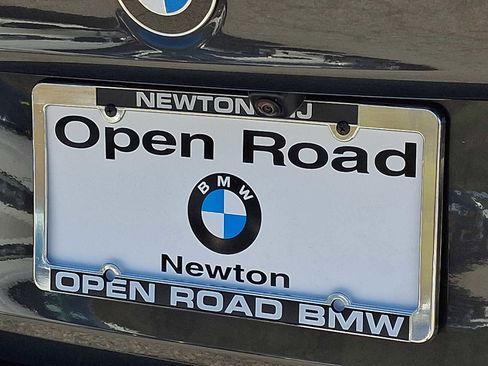 NEWTON NJ
Open Road
BMW
Newton
OPEN ROAD BMW